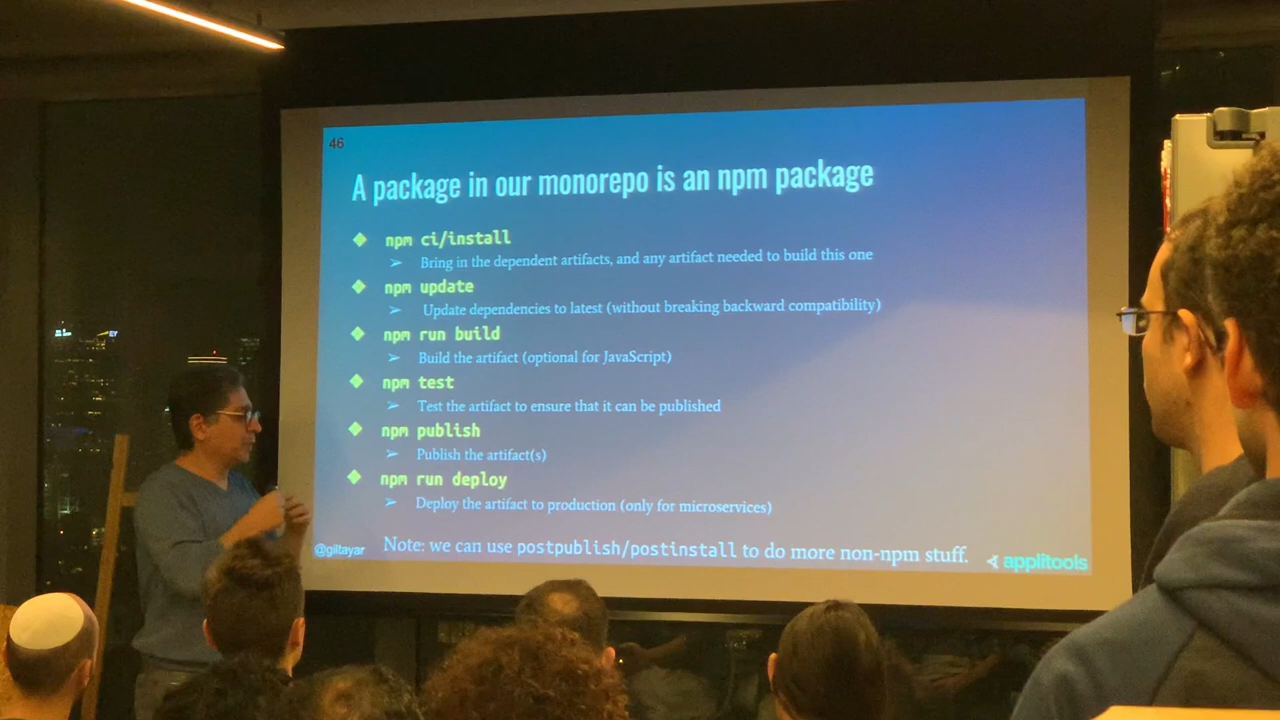 46
A package in our monorepo is an npm package
❖ npm ci/install
➢ Bring in the dependent artifacts, and any artifact needed to build this one
❖ npm update
➢ Update dependencies to latest (without breaking backward compatibility)
❖ npm run build
➢ Build the artifact (optional for JavaScript)
❖ npm test
➢ Test the artifact to ensure that it can be published
❖ npm publish
➢ Publish the artifact(s)
❖ npm run deploy
➢ Deploy the artifact to production (only for microservices)
Note: we can use postpublish/postinstall to do more non-npm stuff.
@giltayar
applitools